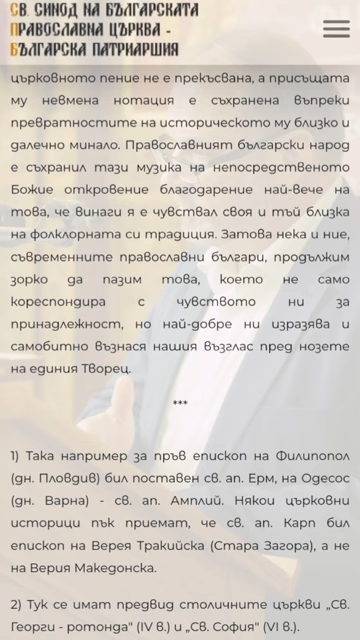 СВ. СИНОД НА БЪЛГАРСКАТА
ПРАВОСЛАВНА ЦЪРКВА -
БЪЛГАРСКА ПАТРИАРШИЯ
църковното пение не е прекъсвана, а присъщата
му невмена нотация е съхранена въпреки
превратностите на историческото му близко и
далечно минало. Православният български народ
е съхранил тази музика на непосредственото
Божие откровение благодарение най-вече на
това, че винаги я е чувствал своя и тъй близка
на фолклорната си традиция. Затова нека и ние,
съвременните православни българи, продължим
зорко да пазим това, което не само
кореспондира с чувството ни за
принадлежност, но най-добре ни изразява и
самобитно възнася нашия възглас пред нозете
на единия Творец.
***
1) Така например за пръв епископ на Филипопол
(дн. Пловдив) бил поставен св. ап. Ерм, на Одесос
(дн. Варна) - св. ап. Амплий. Някои църковни
историци пък приемат, че св. ап. Карп бил
епископ на Верея Тракийска (Стара Загора), а не
на Верия Македонска.
2) Тук се имат предвид столичните църкви „Св.
Георги - ротонда" (IV в.) и „Св. София" (VI в.).